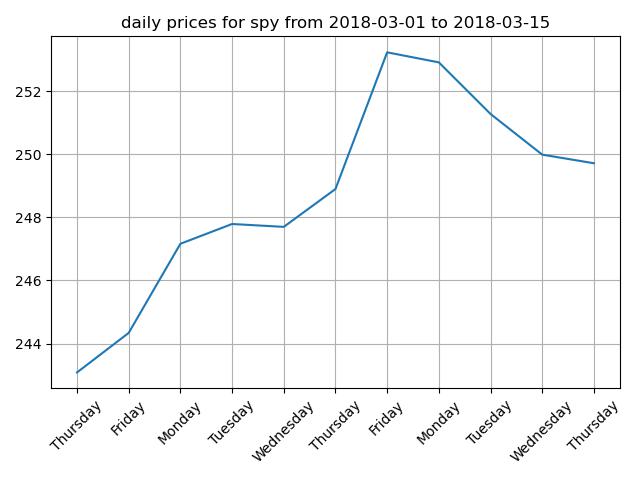 daily prices for spy from 2018-03-01 to 2018-03-15
252
250
248
246
244
Thursday
Friday
Monday
Tuesday
Wednesday
Thursday
Friday
Monday
Tuesday
Wednesday
Thursday